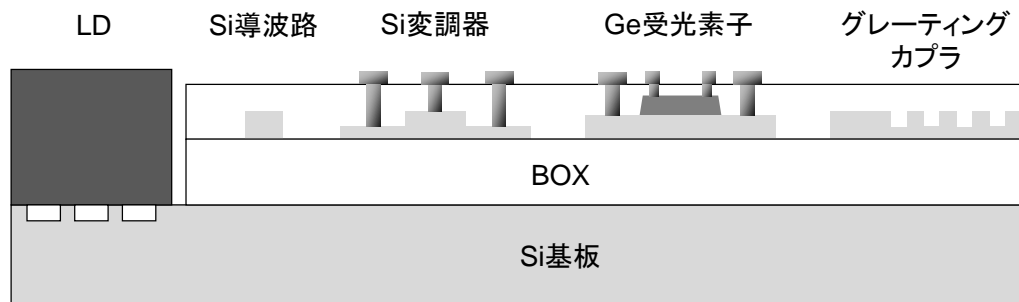 LD
Si導波路
Si変調器
Ge受光素子
グレーティング
カプラ
BOX
Si基板